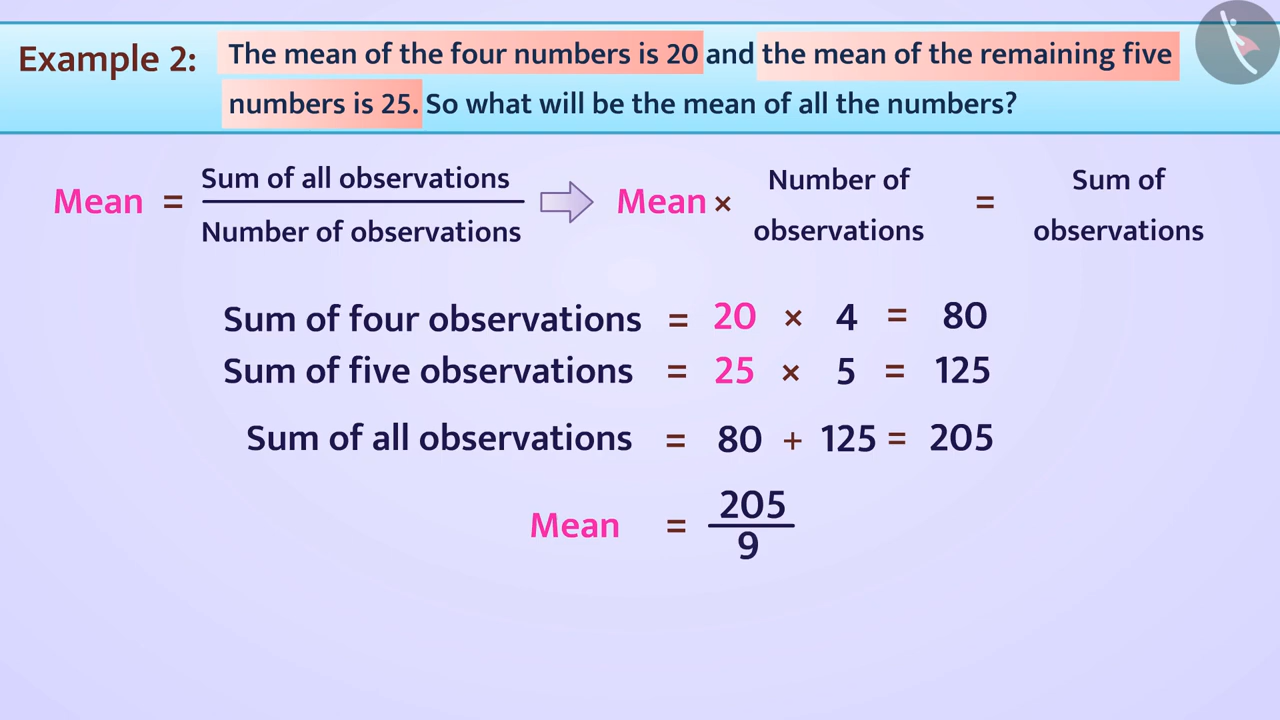 Example 2: The mean of the four numbers is 20 and the mean of the remaining five
numbers is 25. So what will be the mean of all the numbers?
Mean = Sum of all observations / Number of observations ⇨ Mean × Number of observations = Sum of observations
Sum of four observations = 20 × 4 = 80
Sum of five observations = 25 × 5 = 125
Sum of all observations = 80 + 125 = 205
Mean = 205 / 9